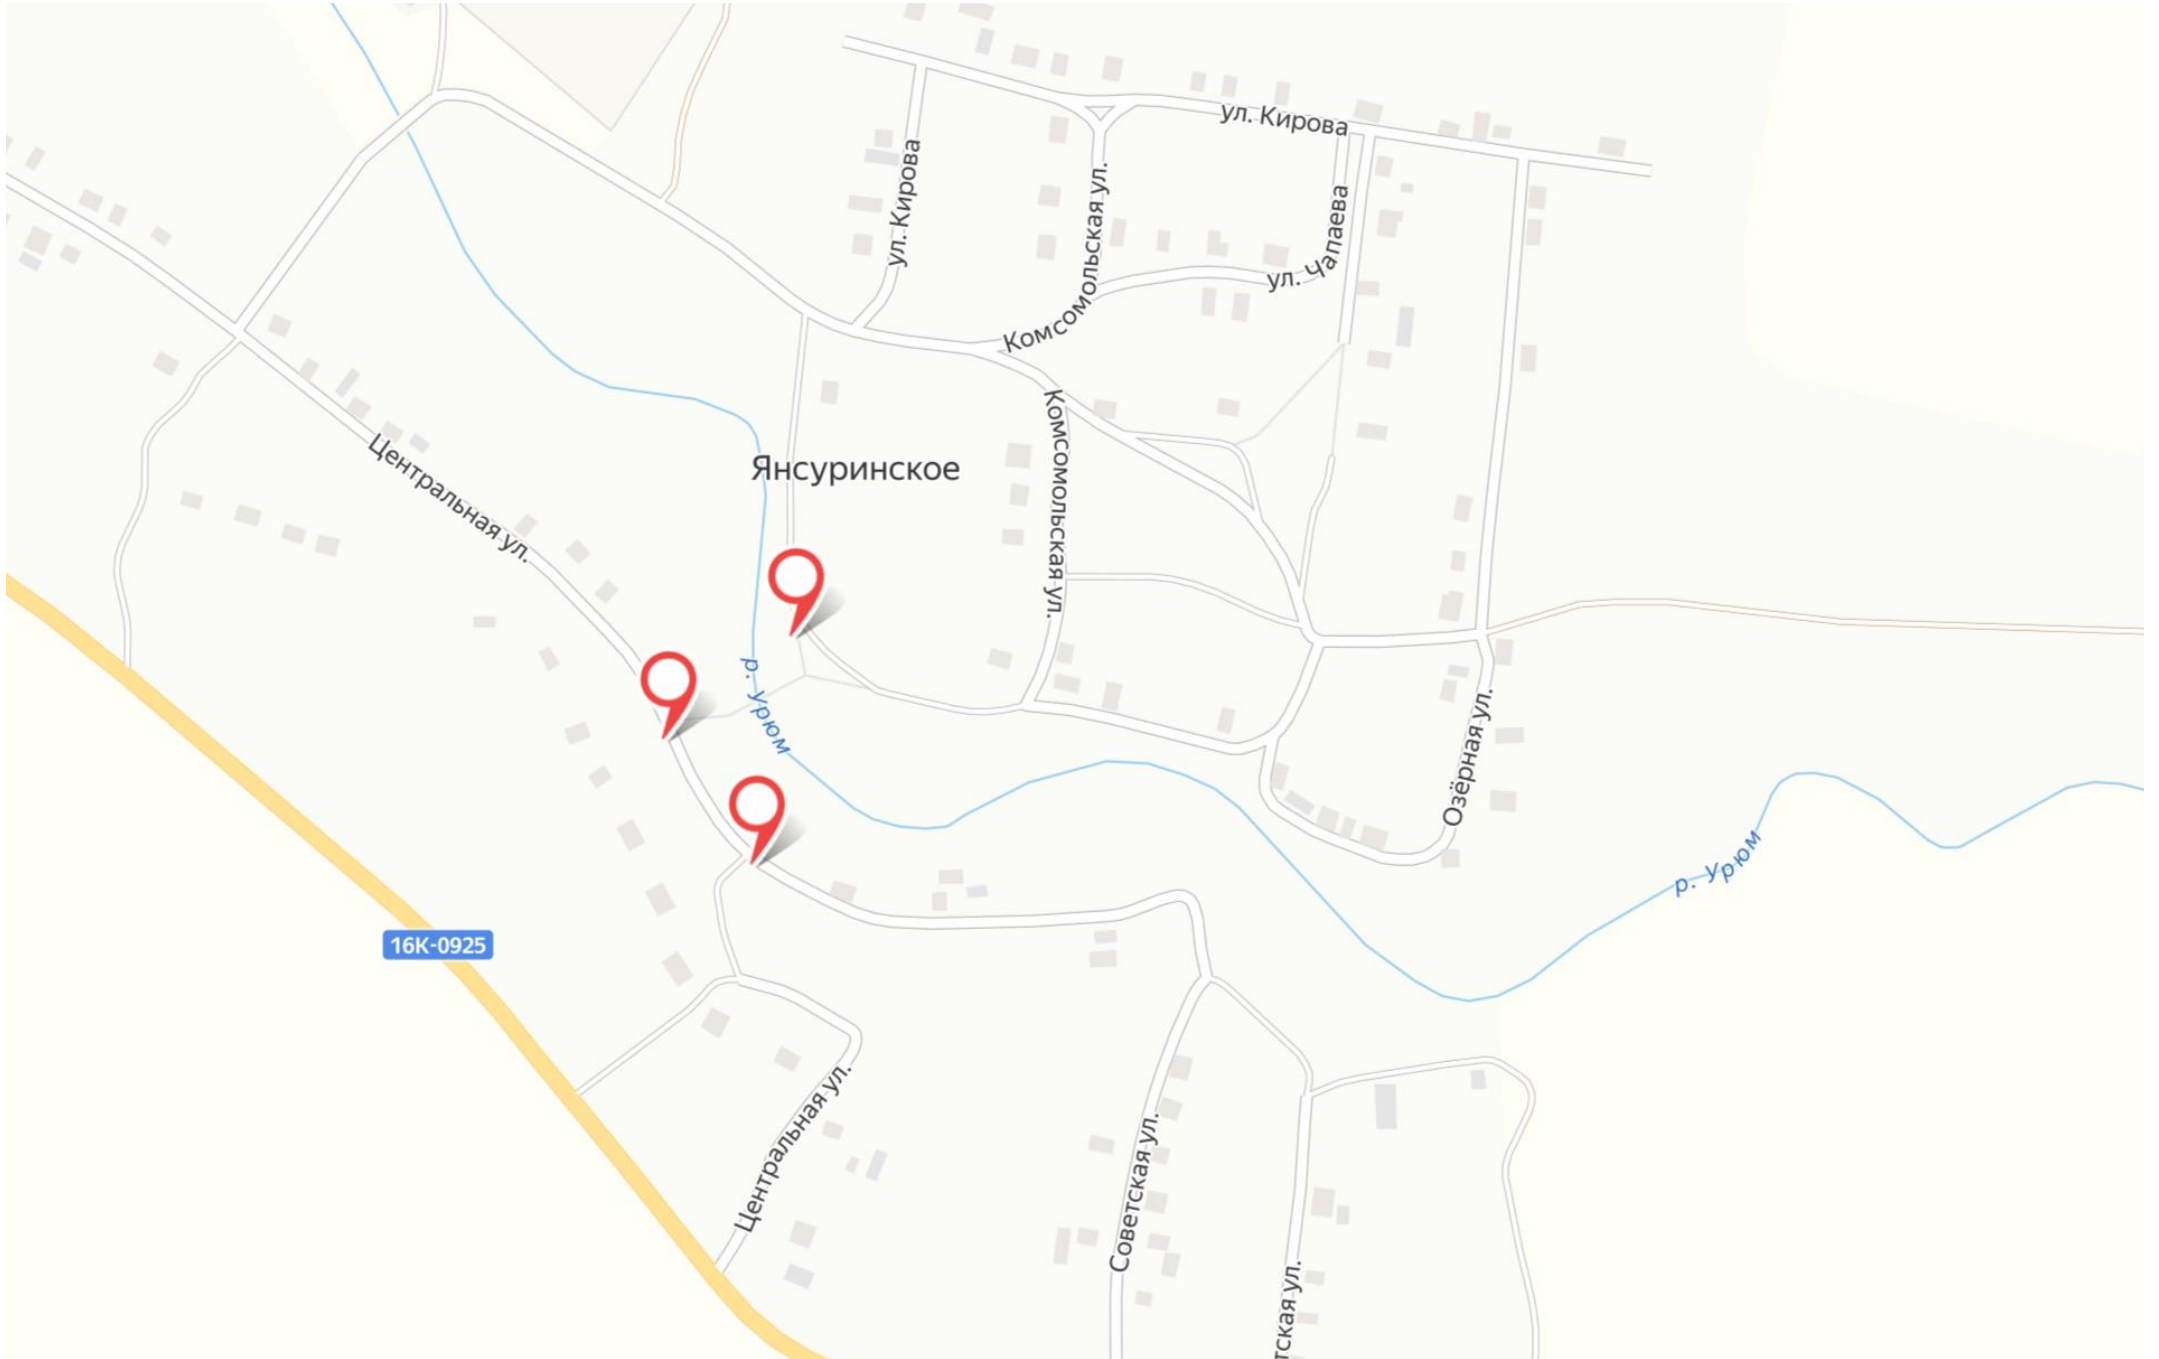 ул. Кирова
ул. Кирова
Комсомольская ул.
ул. Чапаева
Комсомольская ул.
Центральная ул.
Янсуринское
р. Урюм
Озёрная ул.
р. Урюм
16К-0925
Центральная ул.
Советская ул.
тская ул.